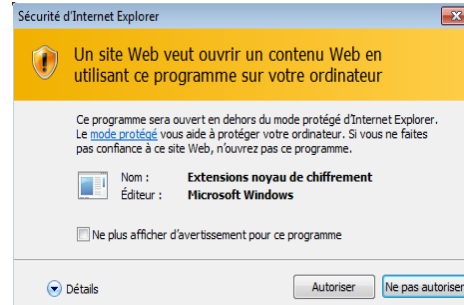 Sécurité d'Internet Explorer
Un site Web veut ouvrir un contenu Web en
utilisant ce programme sur votre ordinateur
Ce programme sera ouvert en dehors du mode protégé d'Internet Explorer.
Le mode protégé vous aide à protéger votre ordinateur. Si vous ne faites
pas confiance à ce site Web, n'ouvrez pas ce programme.
Nom : Extensions noyau de chiffrement
Éditeur : Microsoft Windows
Ne plus afficher d'avertissement pour ce programme
Détails Autoriser Ne pas autoriser